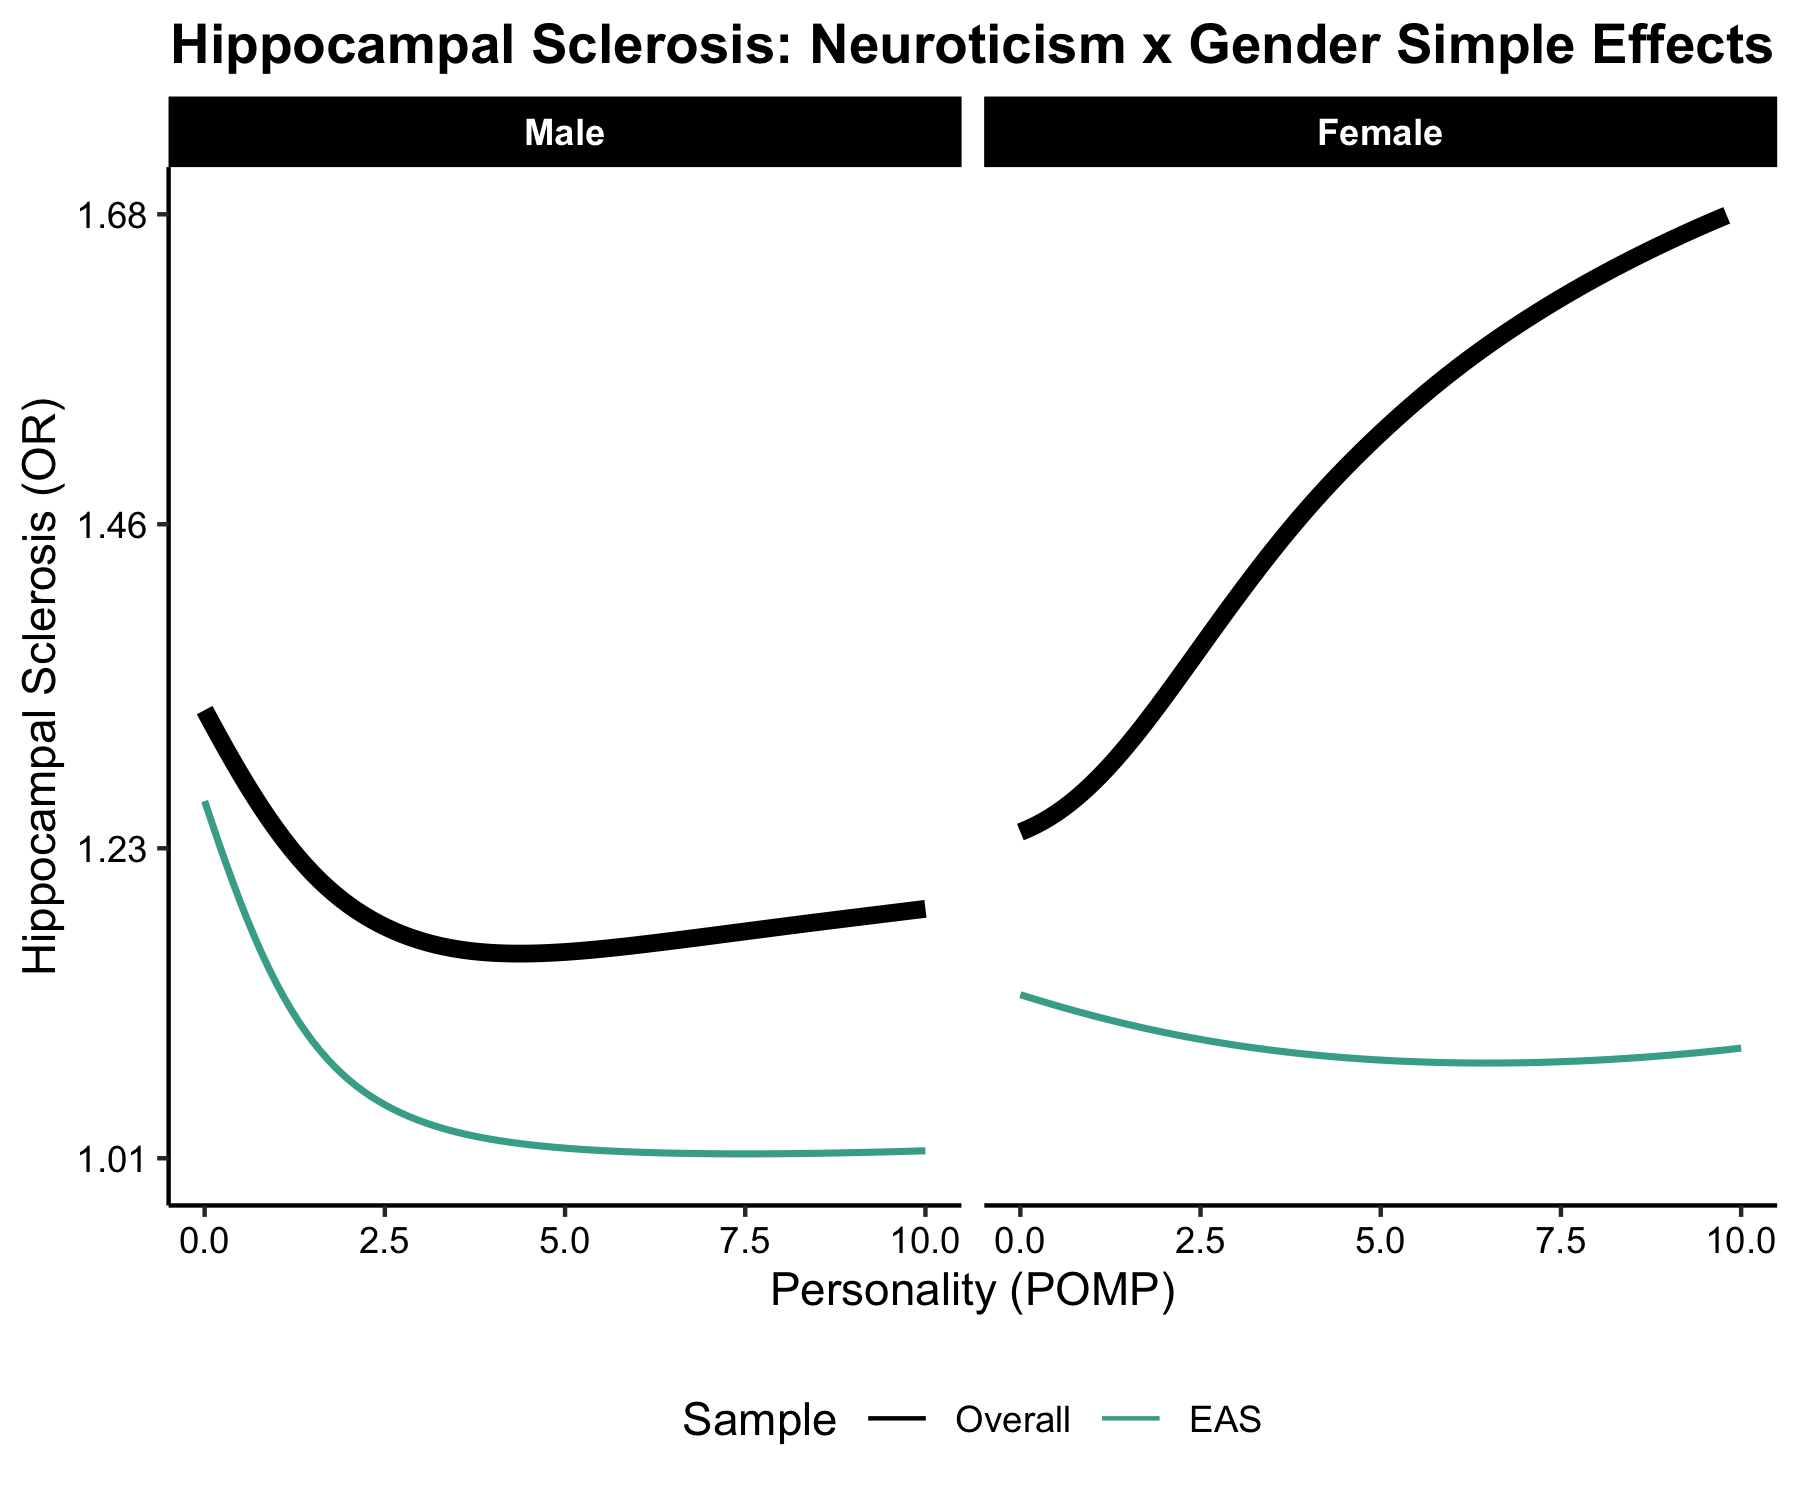 Hippocampal Sclerosis: Neuroticism x Gender Simple Effects
Male
Female
Hippocampal Sclerosis (OR)
1.68
1.46
1.23
1.01
0.0 2.5 5.0 7.5 10.0
0.0 2.5 5.0 7.5 10.0
Personality (POMP)
Sample Overall EAS